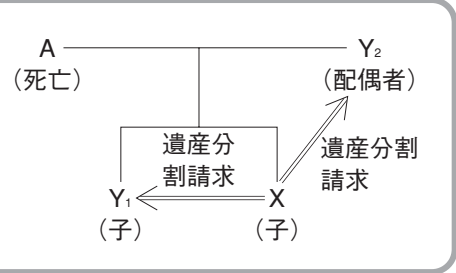 A
Y₂
（死亡）
（配偶者）
遺産分
割請求
遺産分割
請求
Y₁
X
（子）
（子）